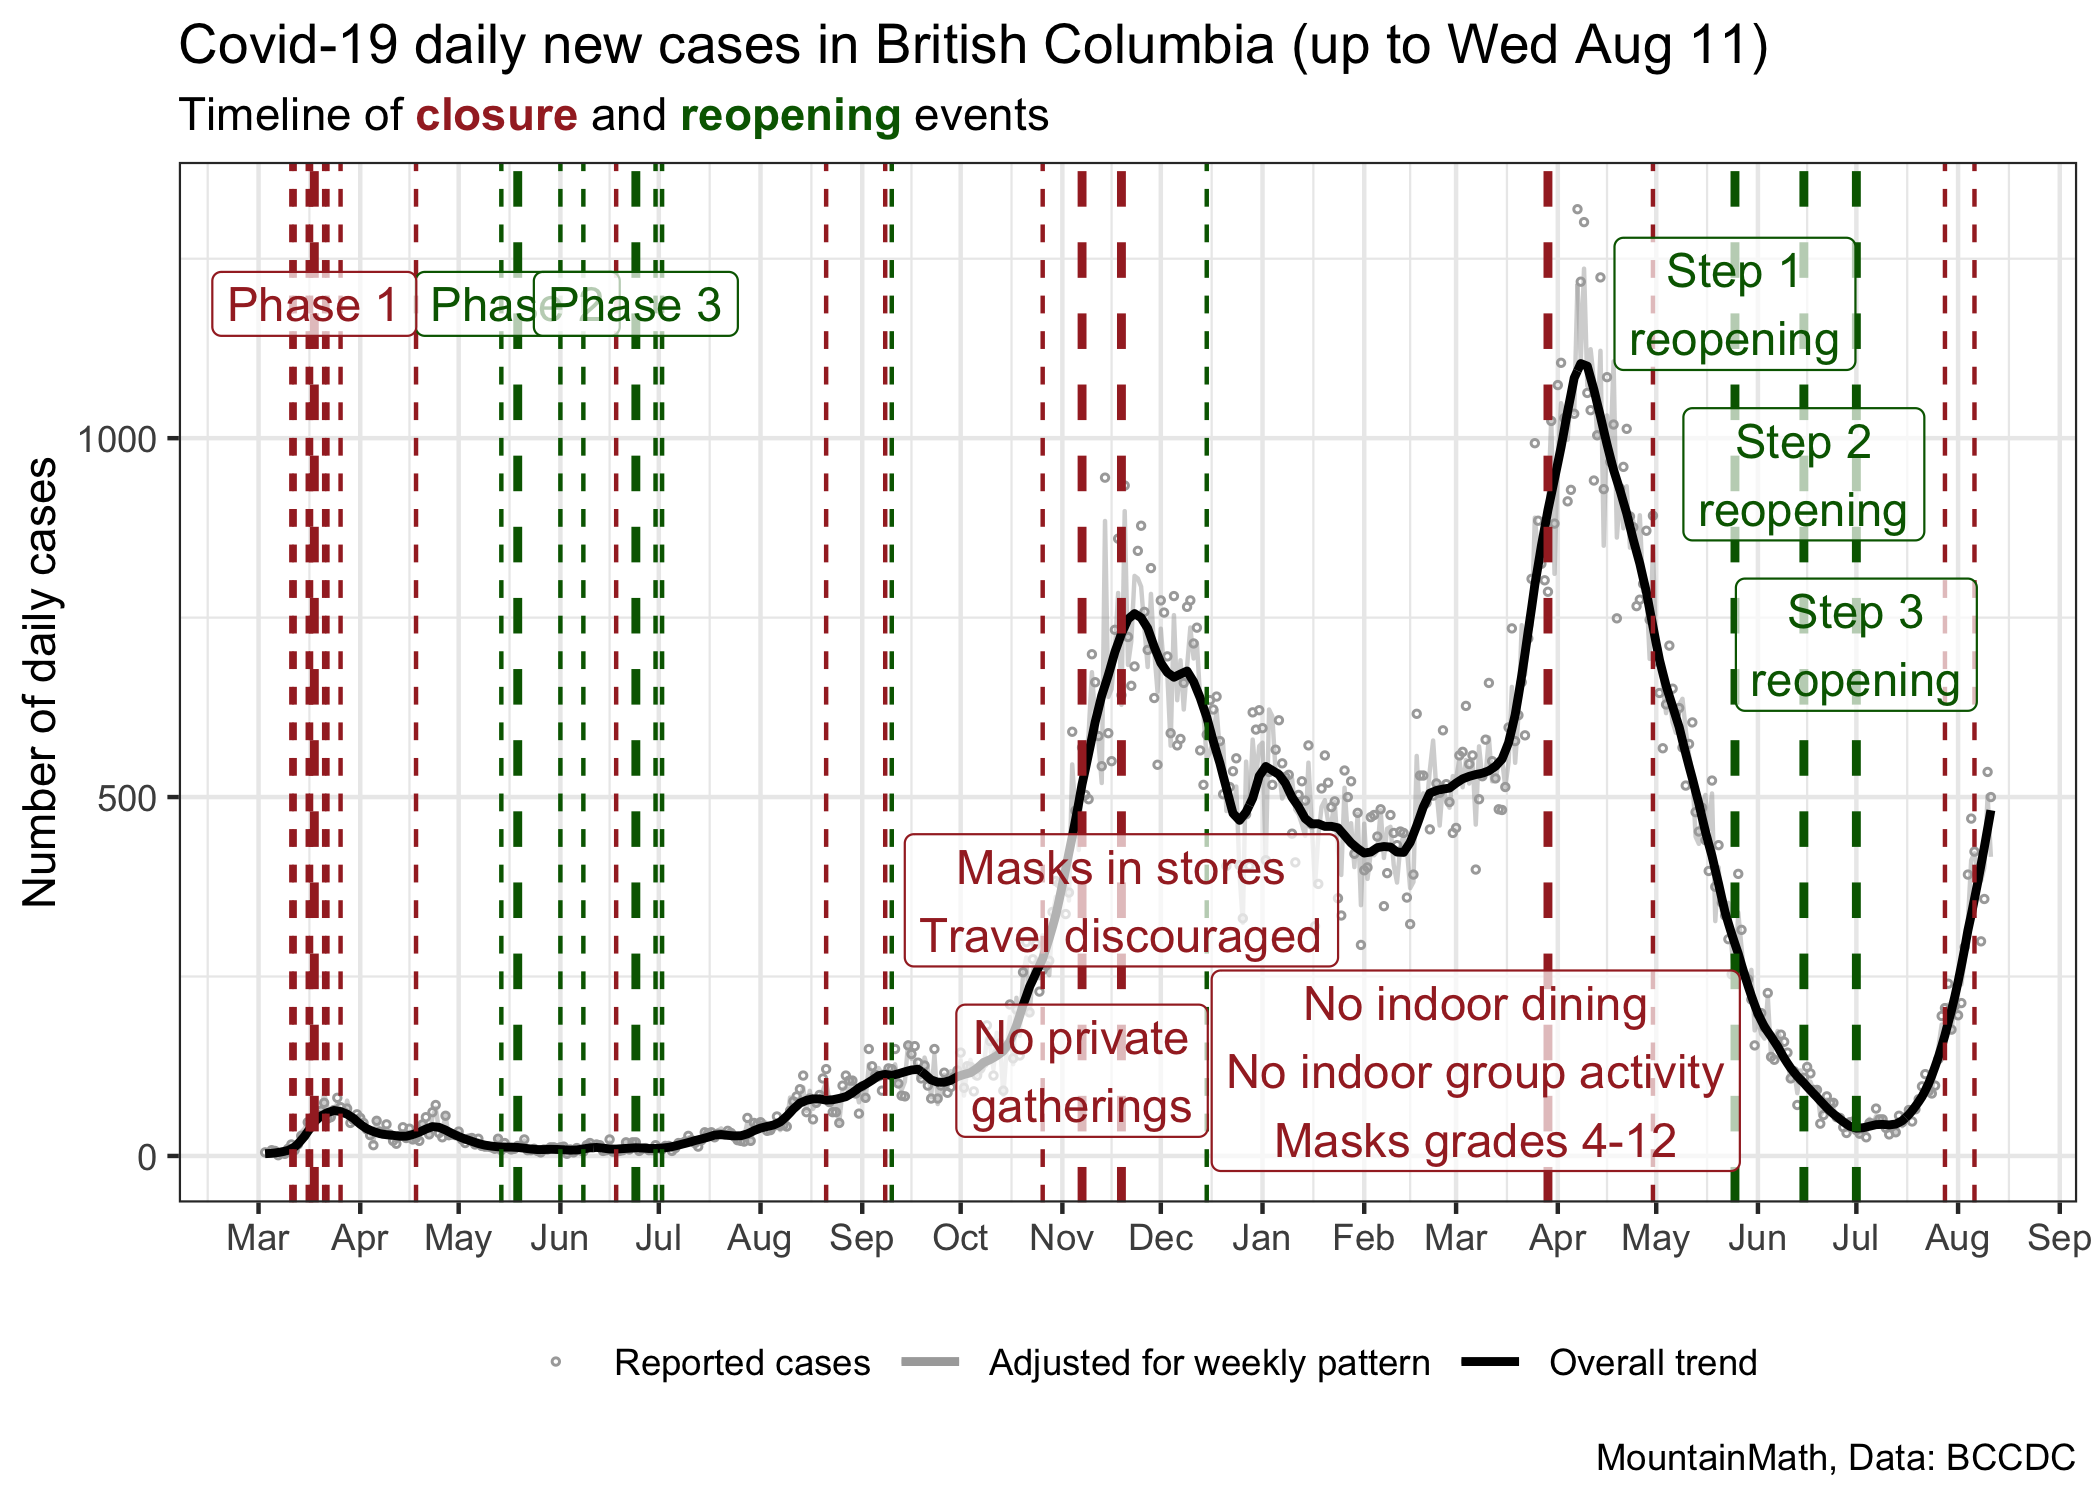 Covid-19 daily new cases in British Columbia (up to Wed Aug 11)
Timeline of closure and reopening events
Number of daily cases
1000
500
0
Phase 1
Phase 2
Phase 3
Step 1
reopening
Step 2
reopening
Step 3
reopening
Masks in stores
Travel discouraged
No private
gatherings
No indoor dining
No indoor group activity
Masks grades 4-12
Mar Apr May Jun Jul Aug Sep Oct Nov Dec Jan Feb Mar Apr May Jun Jul Aug Sep
Reported cases Adjusted for weekly pattern Overall trend
MountainMath, Data: BCCDC